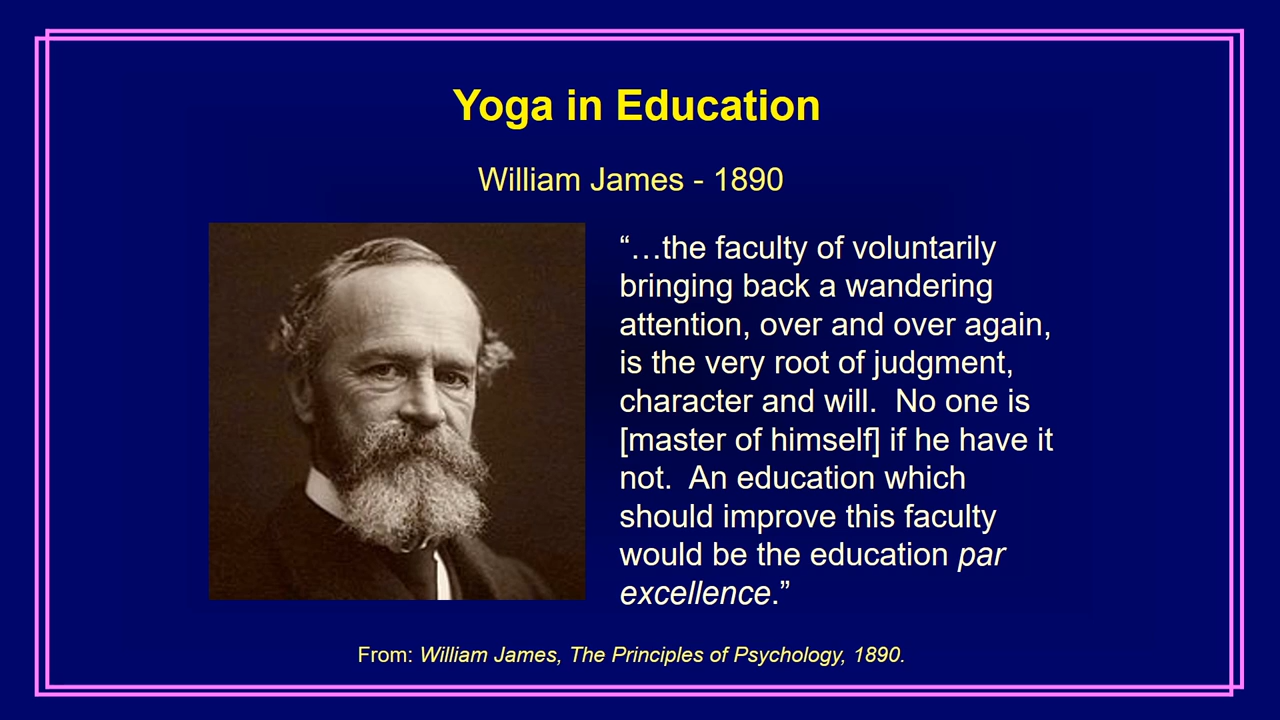 Yoga in Education
William James - 1890
“…the faculty of voluntarily
bringing back a wandering
attention, over and over again,
is the very root of judgment,
character and will.  No one is
[master of himself] if he have it
not.  An education which
should improve this faculty
would be the education par
excellence.”
From: William James, The Principles of Psychology, 1890.